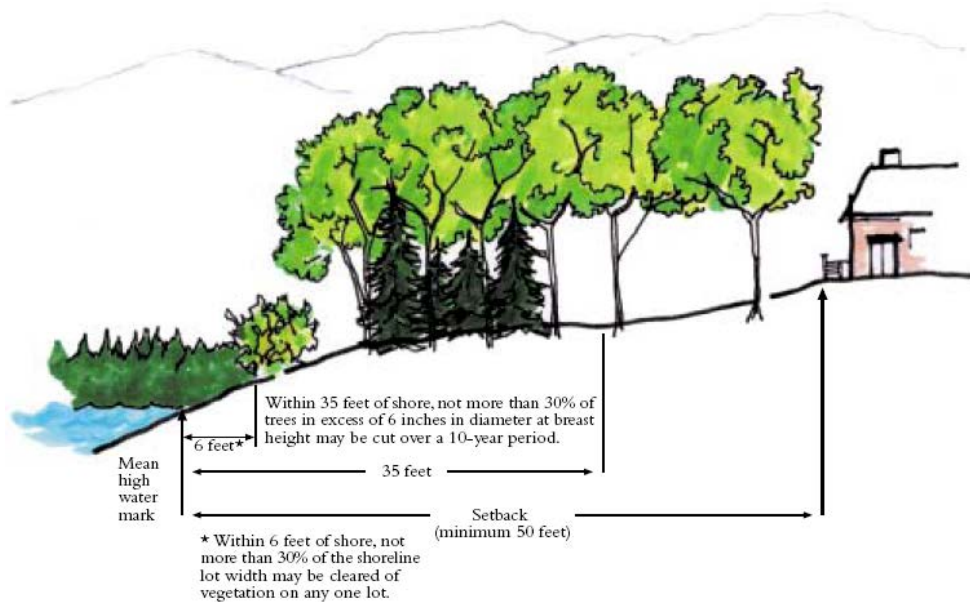 Within 35 feet of shore, not more than 30% of
trees in excess of 6 inches in diameter at breast
height may be cut over a 10-year period.
6 feet★
35 feet
Mean
high
water
mark
Setback
(minimum 50 feet)
★ Within 6 feet of shore, not
more than 30% of the shoreline
lot width may be cleared of
vegetation on any one lot.